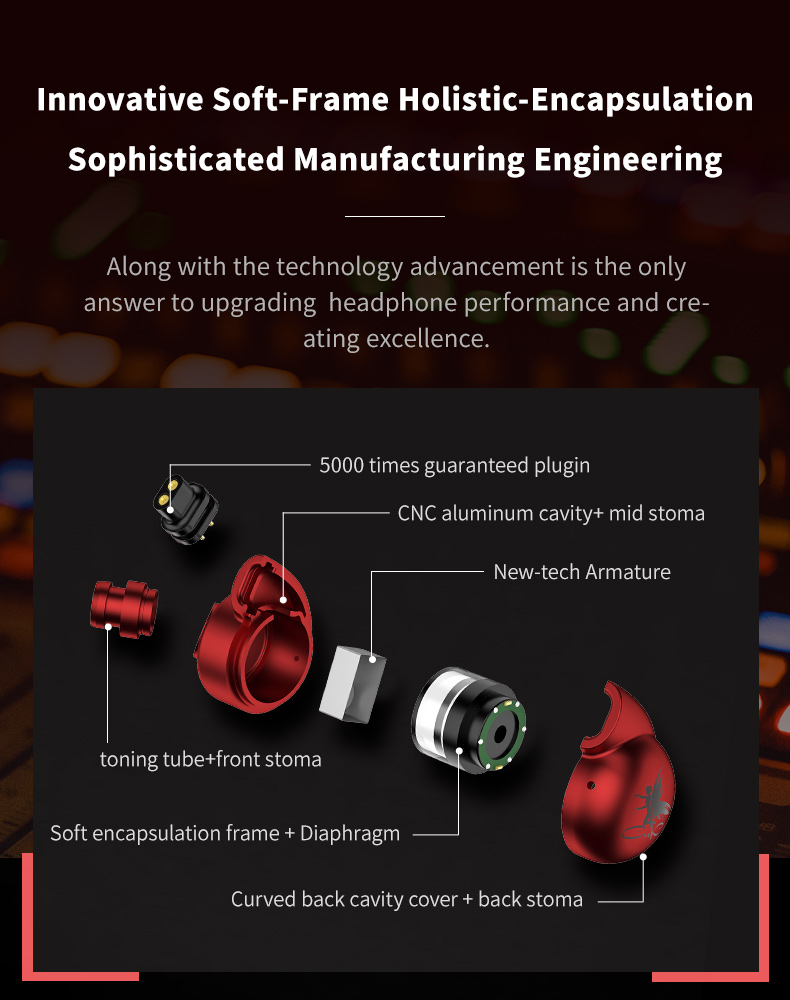 Innovative Soft-Frame Holistic-Encapsulation
Sophisticated Manufacturing Engineering
Along with the technology advancement is the only
answer to upgrading  headphone performance and cre-
ating excellence.
5000 times guaranteed plugin
CNC aluminum cavity+ mid stoma
New-tech Armature
toning tube+front stoma
Soft encapsulation frame + Diaphragm
Curved back cavity cover + back stoma